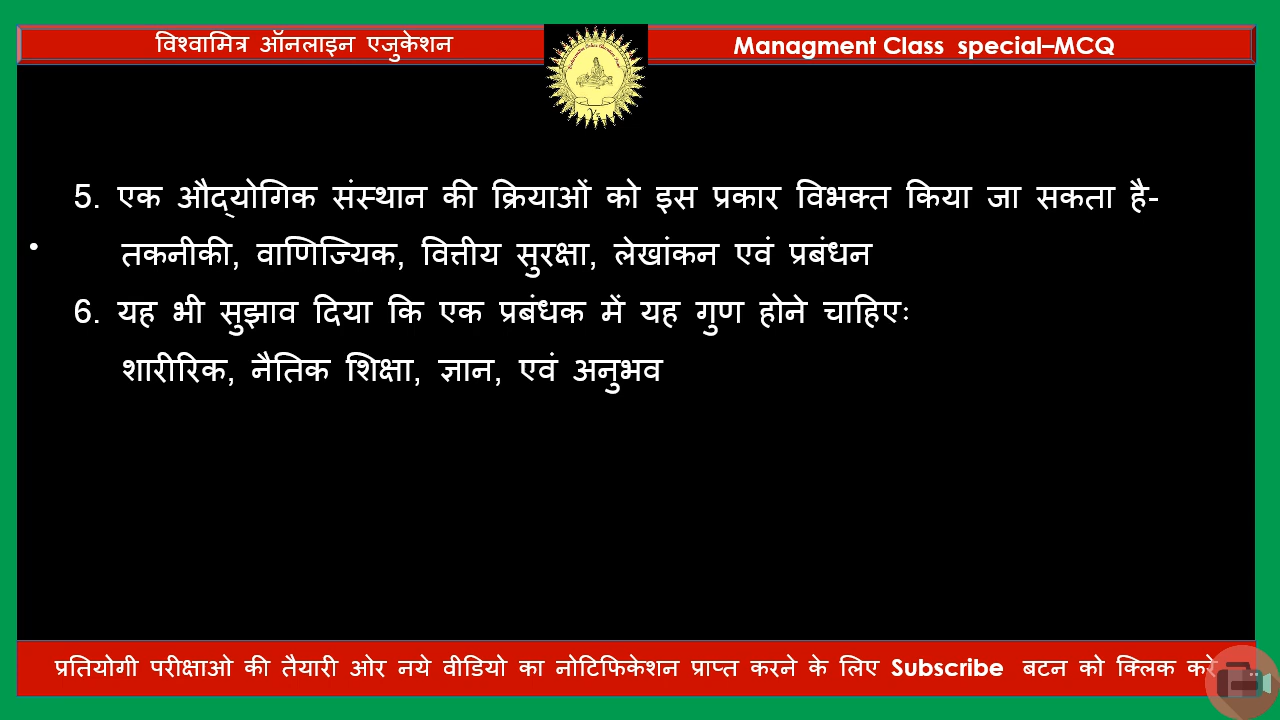 विश्वामित्र ऑनलाइन एजुकेशन
Managment Class special–MCQ
5. एक औद्योगिक संस्थान की क्रियाओं को इस प्रकार विभक्त किया जा सकता है-
• तकनीकी, वाणिज्यिक, वित्तीय सुरक्षा, लेखांकन एवं प्रबंधन
6. यह भी सुझाव दिया कि एक प्रबंधक में यह गुण होने चाहिएः
शारीरिक, नैतिक शिक्षा, ज्ञान, एवं अनुभव
प्रतियोगी परीक्षाओ की तैयारी ओर नये वीडियो का नोटिफिकेशन प्राप्त करने के लिए Subscribe बटन को क्लिक करे